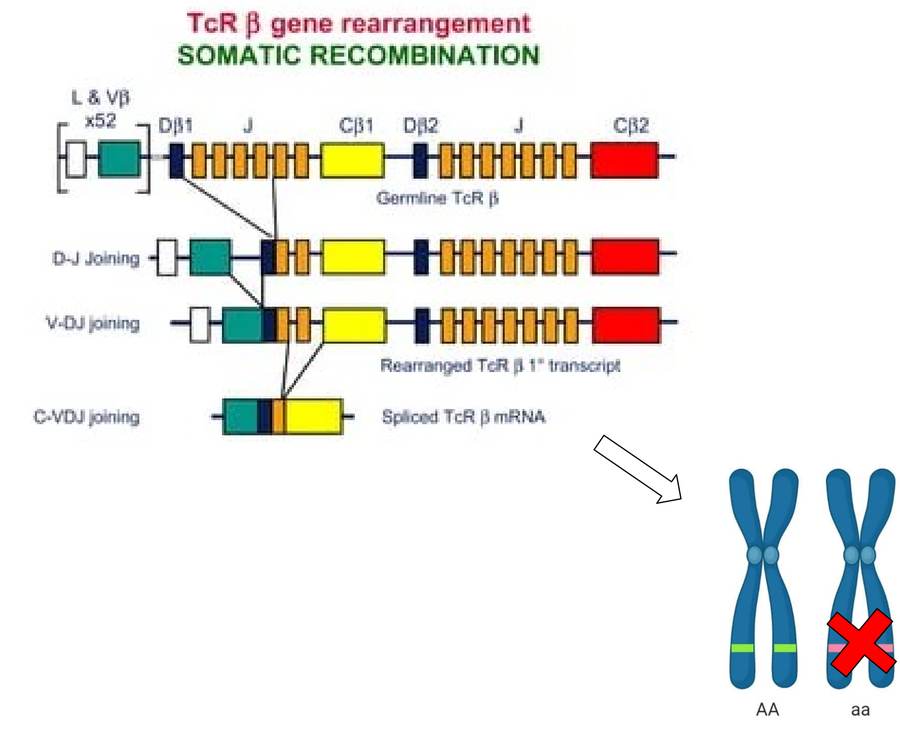 TcR β gene rearrangement
SOMATIC RECOMBINATION
L & Vβ
x52
Dβ1 J Cβ1 Dβ2 J Cβ2
Germline TcR β
D-J Joining
V-DJ joining
Rearranged TcR β 1° transcript
C-VDJ joining
Spliced TcR β mRNA
AA aa